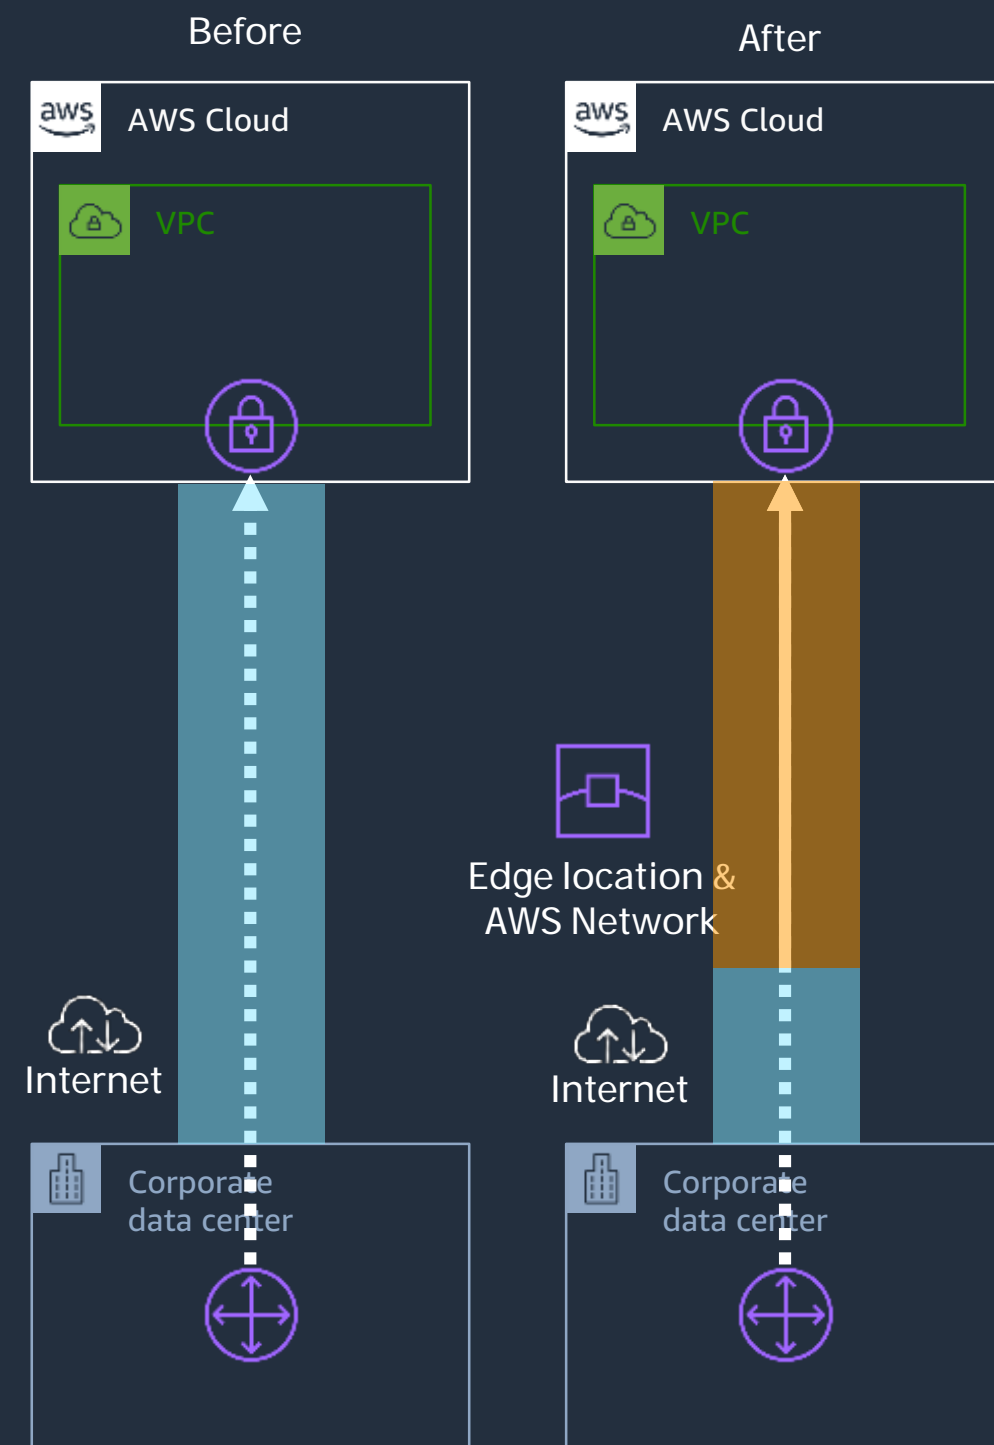 Before
aws
AWS Cloud
VPC
Internet
Corporate
data center
After
aws
AWS Cloud
VPC
Edge location &
AWS Network
Internet
Corporate
data center